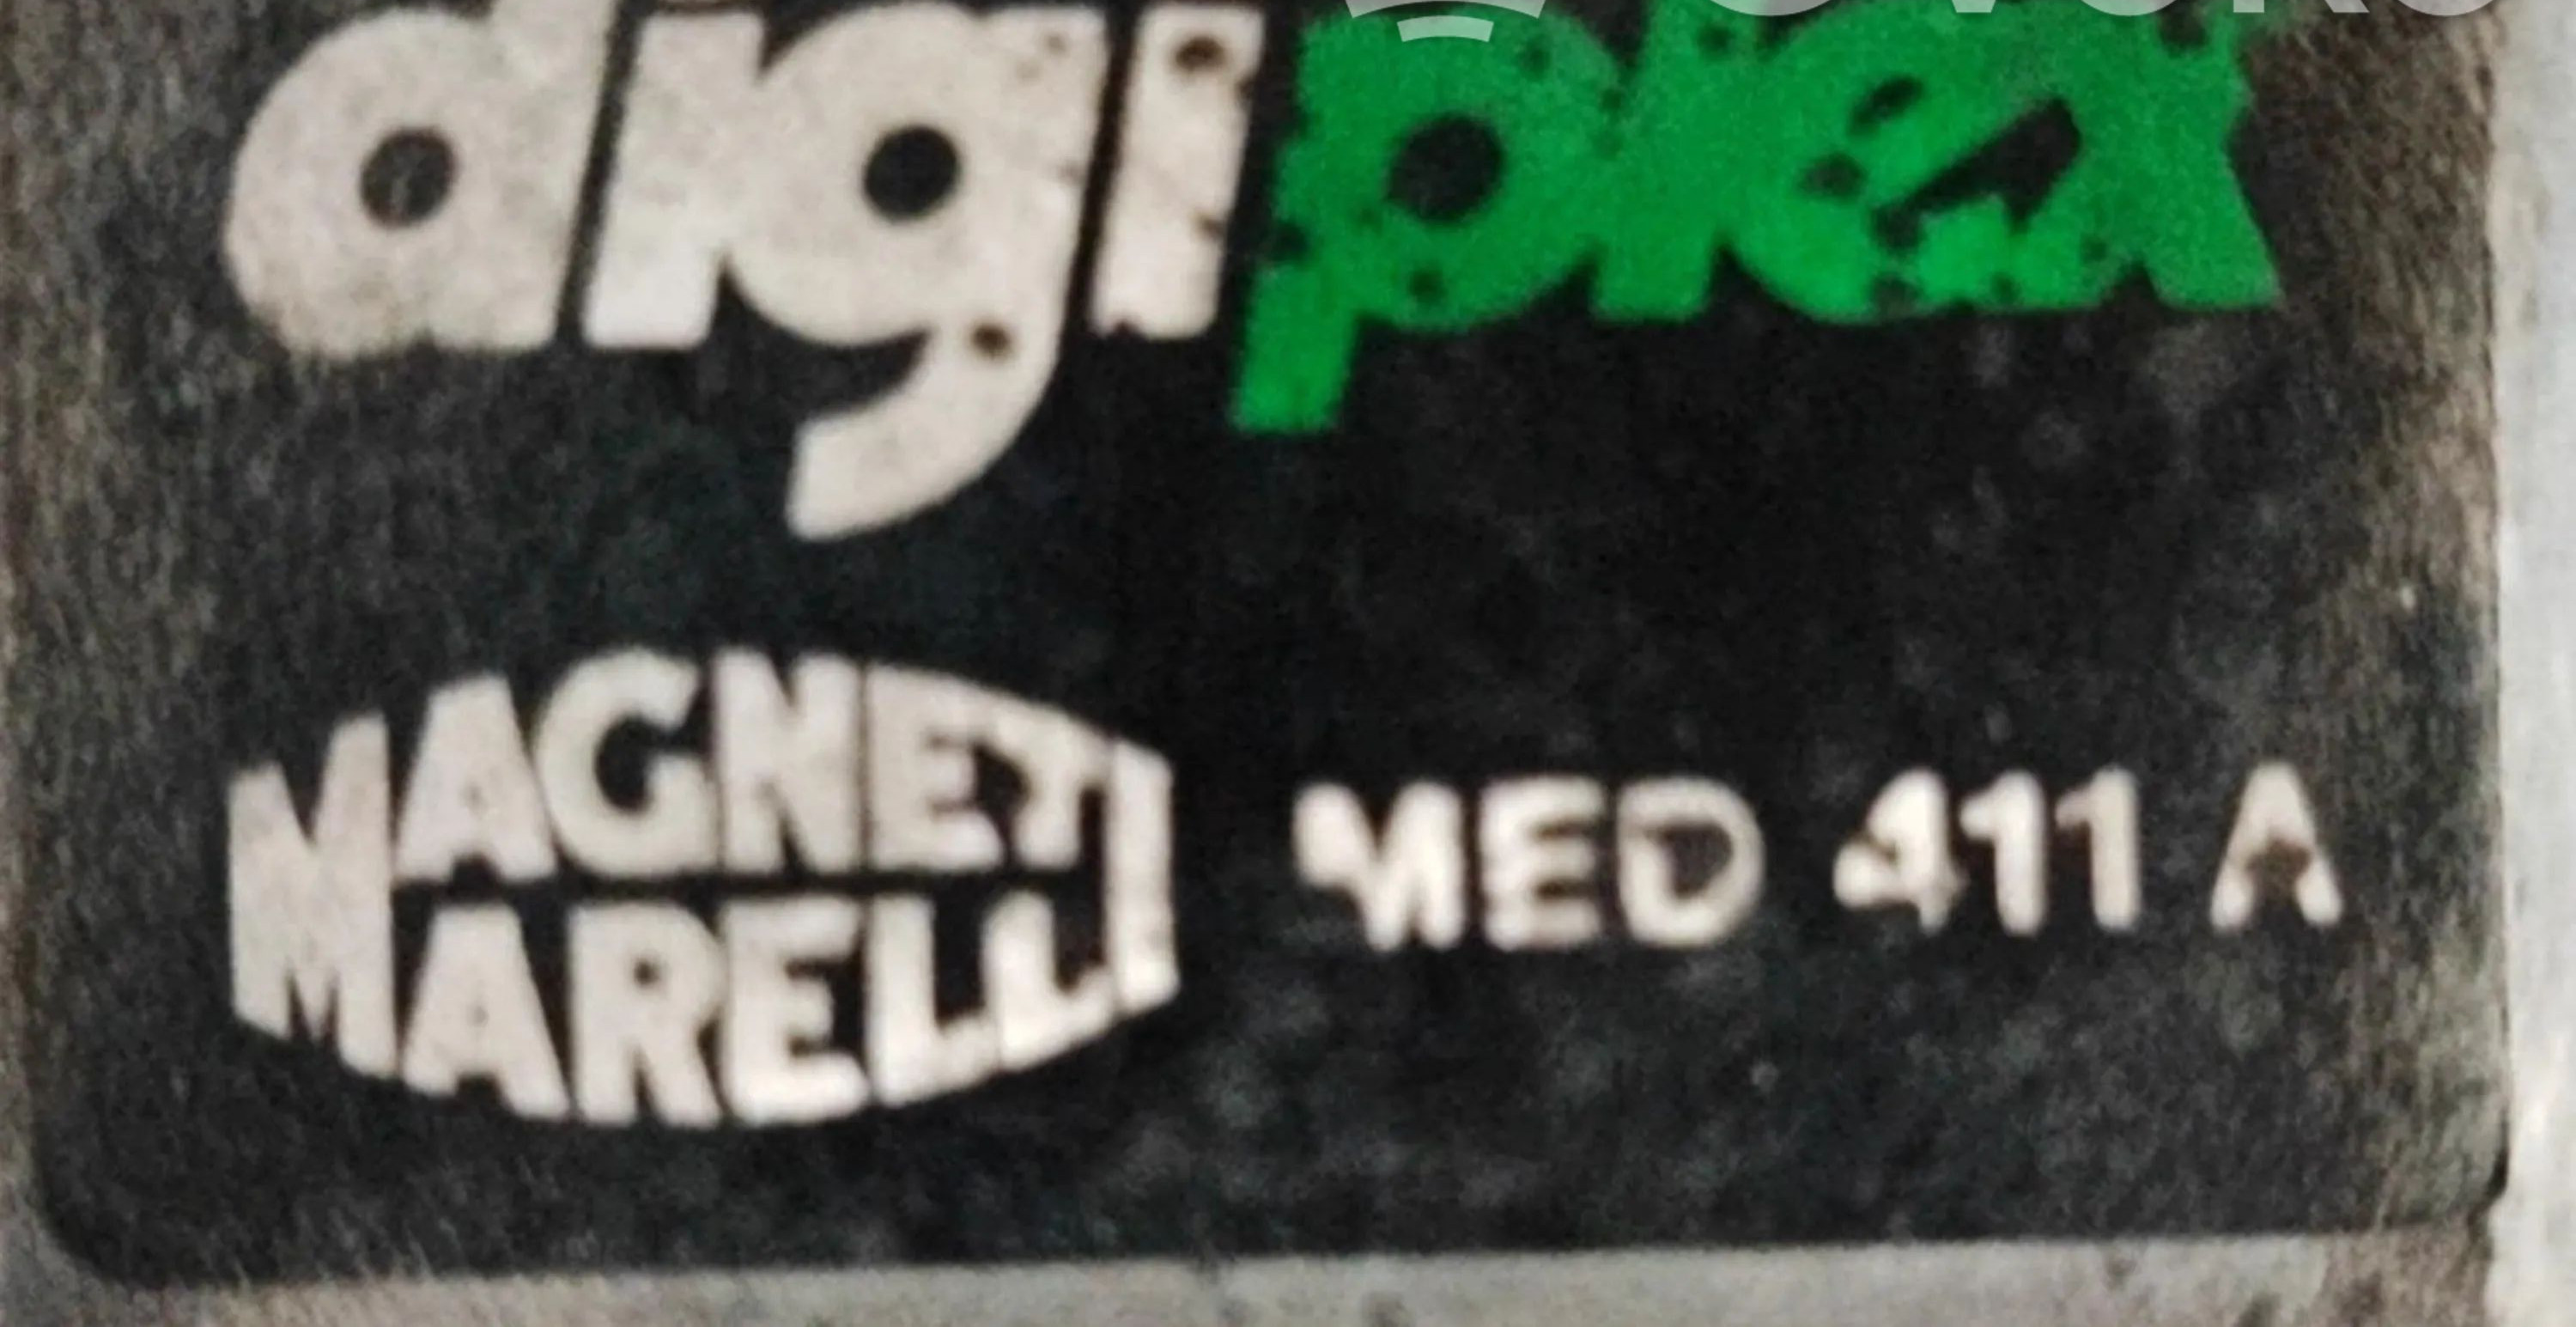 digiplex
MAGNETI
MARELLI
MED 411 A